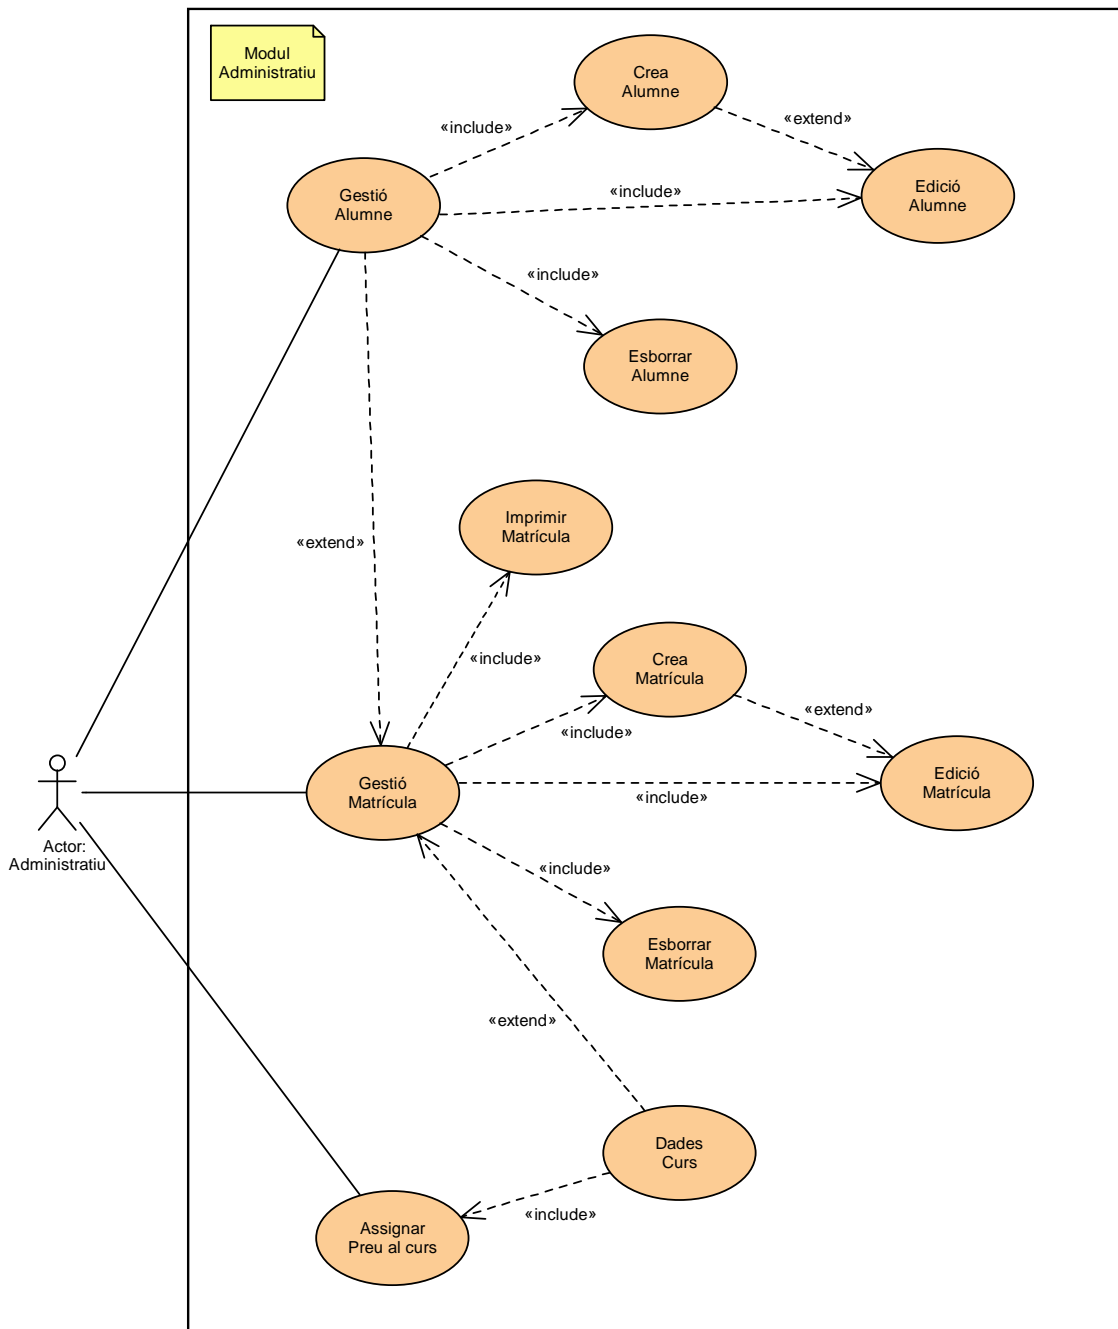 Modul
Administratiu
Crea
Alumne
«include»
«extend»
Gestió
Alumne
«include»
Edició
Alumne
«include»
Esborrar
Alumne
Imprimir
Matrícula
«extend»
«include»
Crea
Matrícula
«include»
«extend»
Gestió
Matrícula
«include»
Edició
Matrícula
Actor:
Administratiu
«include»
Esborrar
Matrícula
«extend»
Dades
Curs
«include»
Assignar
Preu al curs